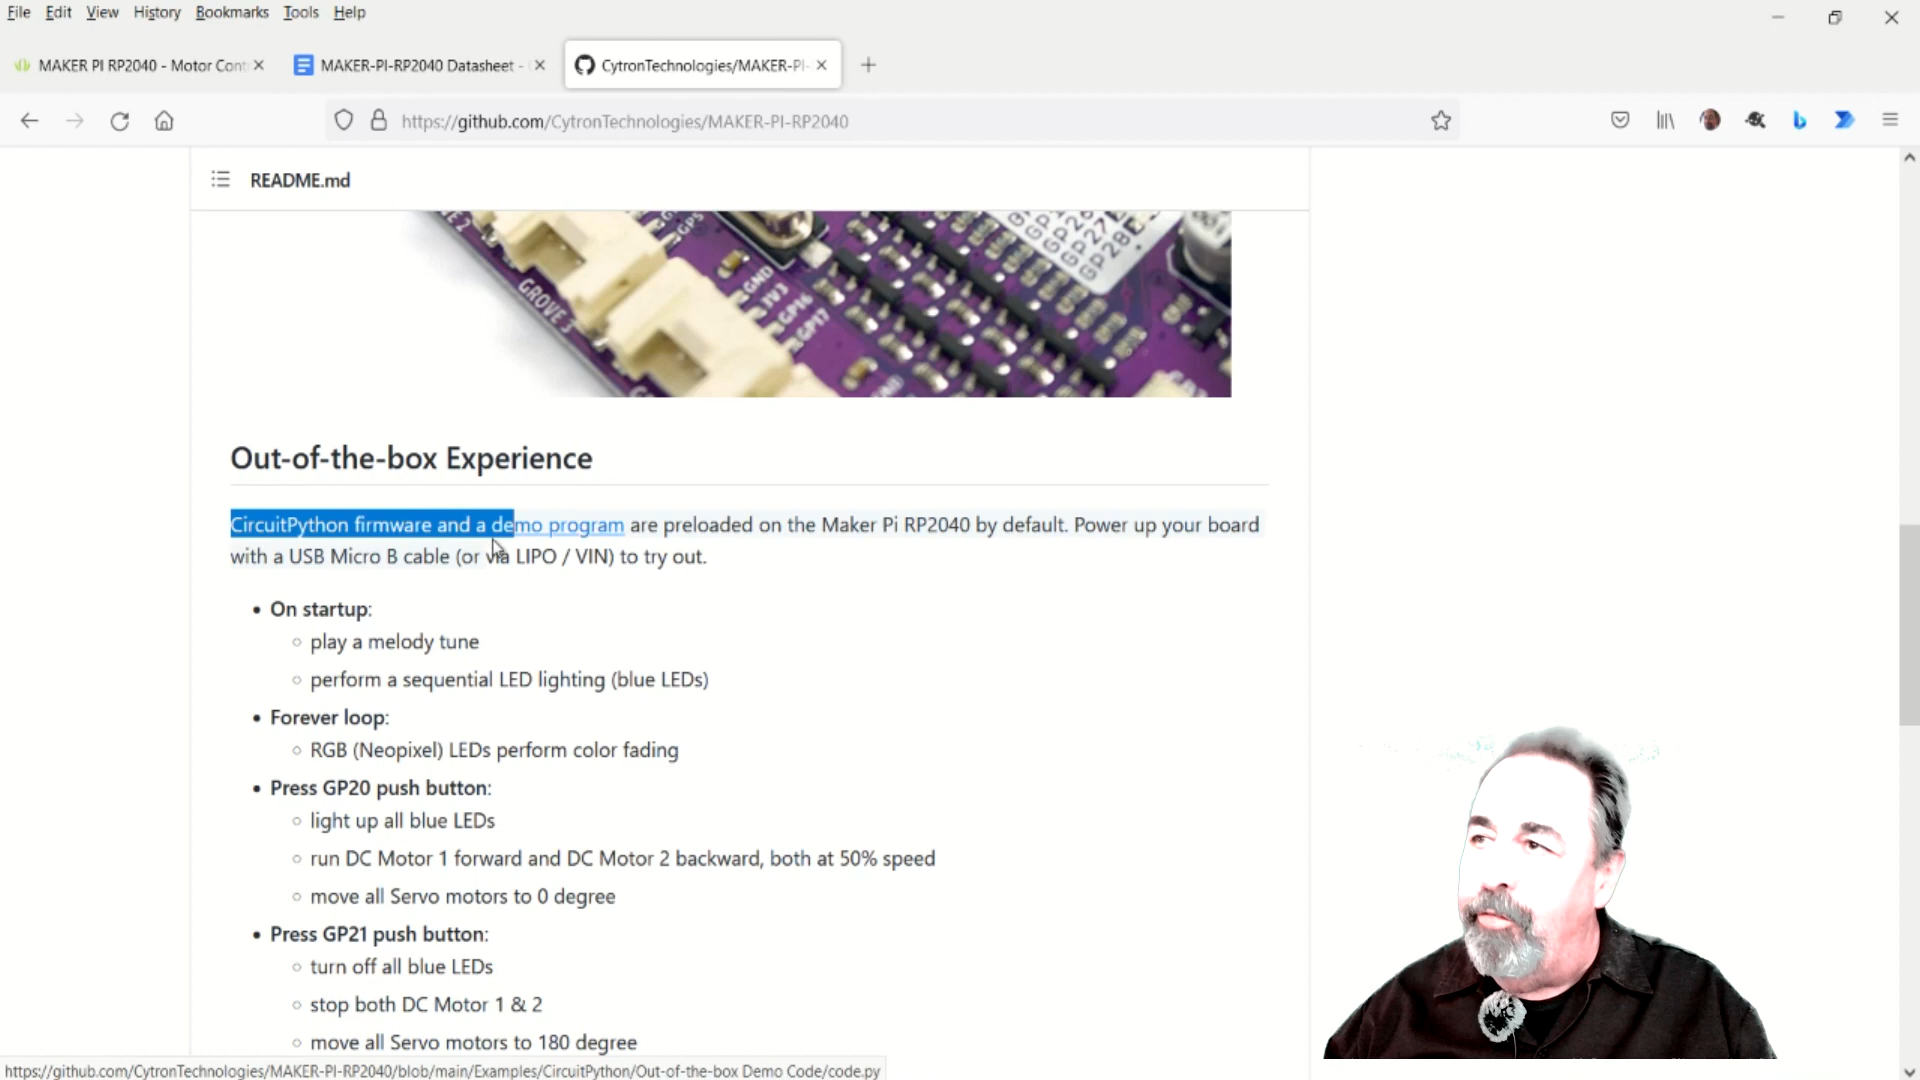 File Edit View History Bookmarks Tools Help
MAKER PI RP2040 - Motor Cont
MAKER-PI-RP2040 Datasheet -
CytronTechnologies/MAKER-PI-
https://github.com/CytronTechnologies/MAKER-PI-RP2040
README.md
GROVE 3
GND
3V3
GP16
GP17
GP27
GP28
Out-of-the-box Experience
CircuitPython firmware and a demo program are preloaded on the Maker Pi RP2040 by default. Power up your board
with a USB Micro B cable (or via LIPO / VIN) to try out.
• On startup:
○ play a melody tune
○ perform a sequential LED lighting (blue LEDs)
• Forever loop:
○ RGB (Neopixel) LEDs perform color fading
• Press GP20 push button:
○ light up all blue LEDs
○ run DC Motor 1 forward and DC Motor 2 backward, both at 50% speed
○ move all Servo motors to 0 degree
• Press GP21 push button:
○ turn off all blue LEDs
○ stop both DC Motor 1 & 2
○ move all Servo motors to 180 degree
https://github.com/CytronTechnologies/MAKER-PI-RP2040/blob/main/Examples/CircuitPython/Out-of-the-box Demo Code/code.py